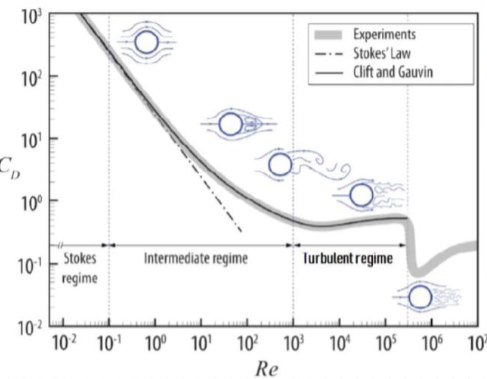 10³
10²
10¹
10⁰
10⁻¹
10⁻²
C_D
Experiments
Stokes' Law
Clift and Gauvin
Stokes
regime
Intermediate regime
Turbulent regime
10⁻² 10⁻¹ 10⁰ 10¹ 10² 10³ 10⁴ 10⁵ 10⁶ 10⁷
Re